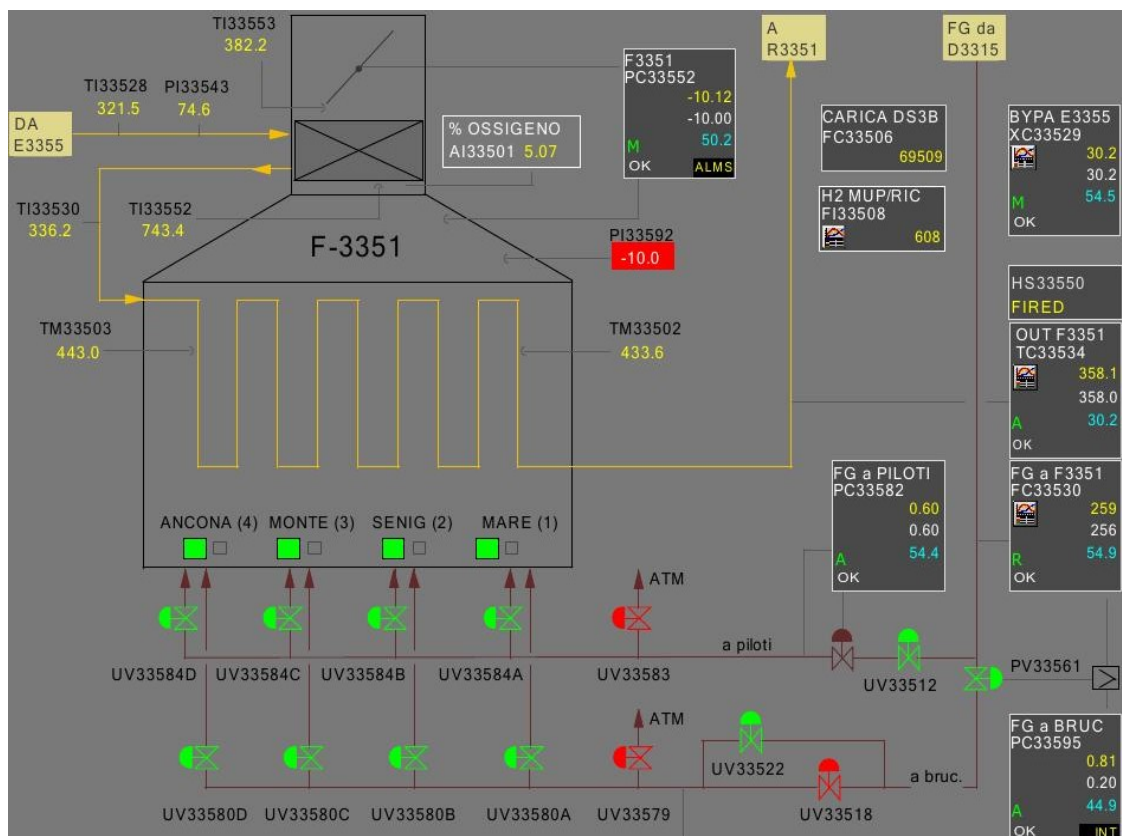 TI33553
382.2
A
R3351
FG da
D3315
F3351
PC33552
-10.12
-10.00
50.2
M
OK
ALMS
TI33528
321.5
PI33543
74.6
DA
E3355
% OSSIGENO
AI33501 5.07
CARICA DS3B
FC33506
69509
BYPA E3355
XC33529
30.2
30.2
54.5
M
OK
TI33530
336.2
TI33552
743.4
H2 MUP/RIC
FI33508
608
F-3351
PI33592
-10.0
HS33550
FIRED
TM33503
443.0
TM33502
433.6
OUT F3351
TC33534
358.1
358.0
30.2
A
OK
FG a PILOTI
PC33582
0.60
0.60
54.4
A
OK
FG a F3351
FC33530
259
256
54.9
R
OK
ANCONA (4)
MONTE (3)
SENIG (2)
MARE (1)
ATM
a piloti
UV33584D
UV33584C
UV33584B
UV33584A
UV33583
UV33512
PV33561
>
ATM
UV33522
a bruc.
FG a BRUC
PC33595
0.81
0.20
44.9
A
OK
INT
UV33580D
UV33580C
UV33580B
UV33580A
UV33579
UV33518